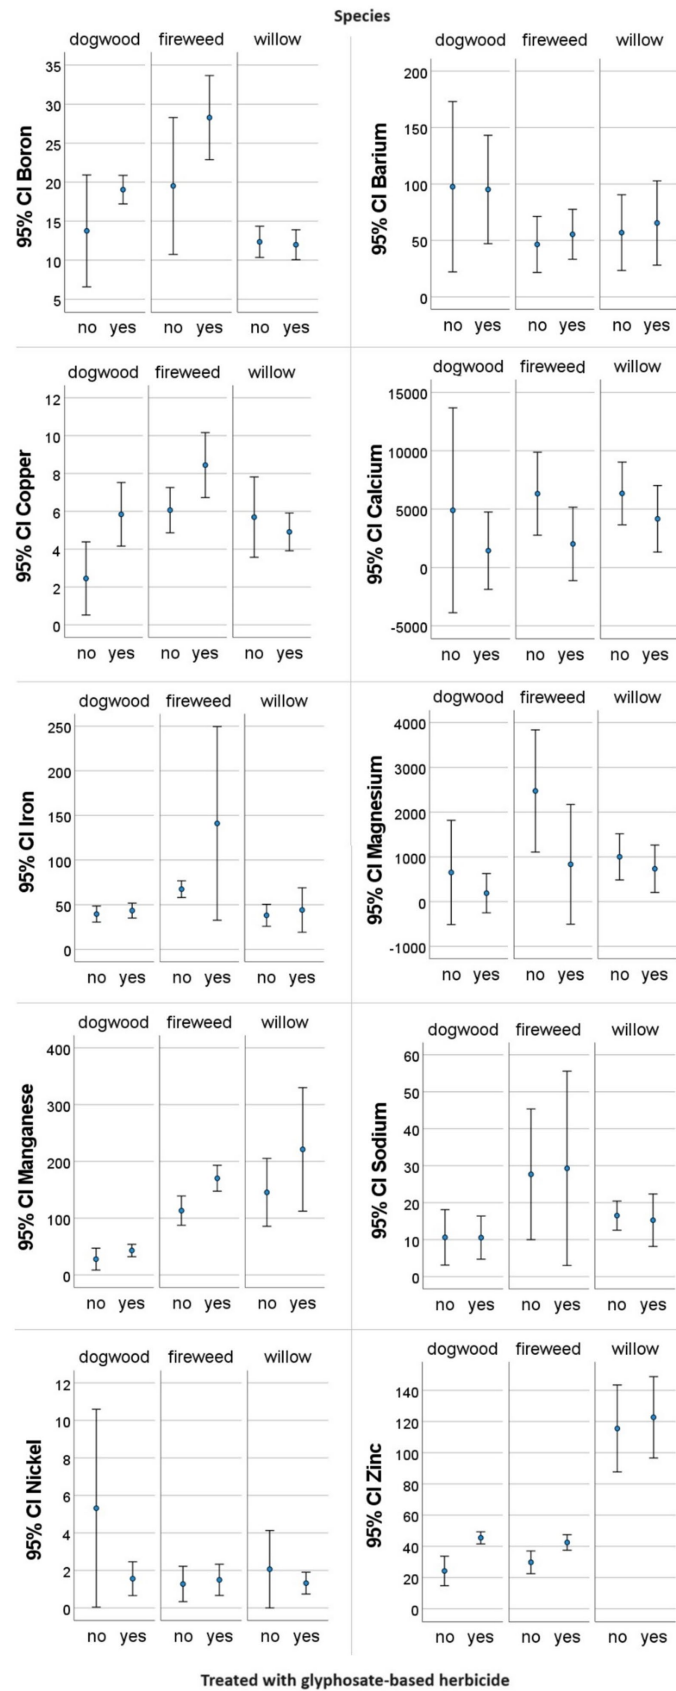 Species
dogwood fireweed willow
35
30
25
20
15
10
5
95% CI Boron
no yes no yes no yes
dogwood fireweed willow
200
150
100
50
0
95% CI Barium
no yes no yes no yes
dogwood fireweed willow
12
10
8
6
4
2
0
95% CI Copper
no yes no yes no yes
dogwood fireweed willow
15000
10000
5000
0
-5000
95% CI Calcium
no yes no yes no yes
dogwood fireweed willow
250
200
150
100
50
0
95% CI Iron
no yes no yes no yes
dogwood fireweed willow
4000
3000
2000
1000
0
-1000
95% CI Magnesium
no yes no yes no yes
dogwood fireweed willow
400
300
200
100
0
95% CI Manganese
no yes no yes no yes
dogwood fireweed willow
60
50
40
30
20
10
0
95% CI Sodium
no yes no yes no yes
dogwood fireweed willow
12
10
8
6
4
2
0
95% CI Nickel
no yes no yes no yes
dogwood fireweed willow
140
120
100
80
60
40
20
0
95% CI Zinc
no yes no yes no yes
Treated with glyphosate-based herbicide